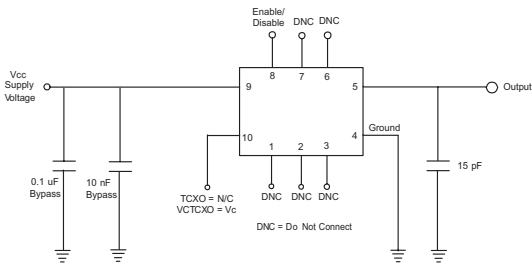 Enable/
Disable
DNC DNC
8 7 6
Vcc
Supply
Voltage
9
5
Output
10
4
Ground
1 2 3
0.1 uF
Bypass
10 nF
Bypass
15 pF
TCXO = N/C
VCTCXO = Vc
DNC DNC DNC
DNC = Do Not Connect